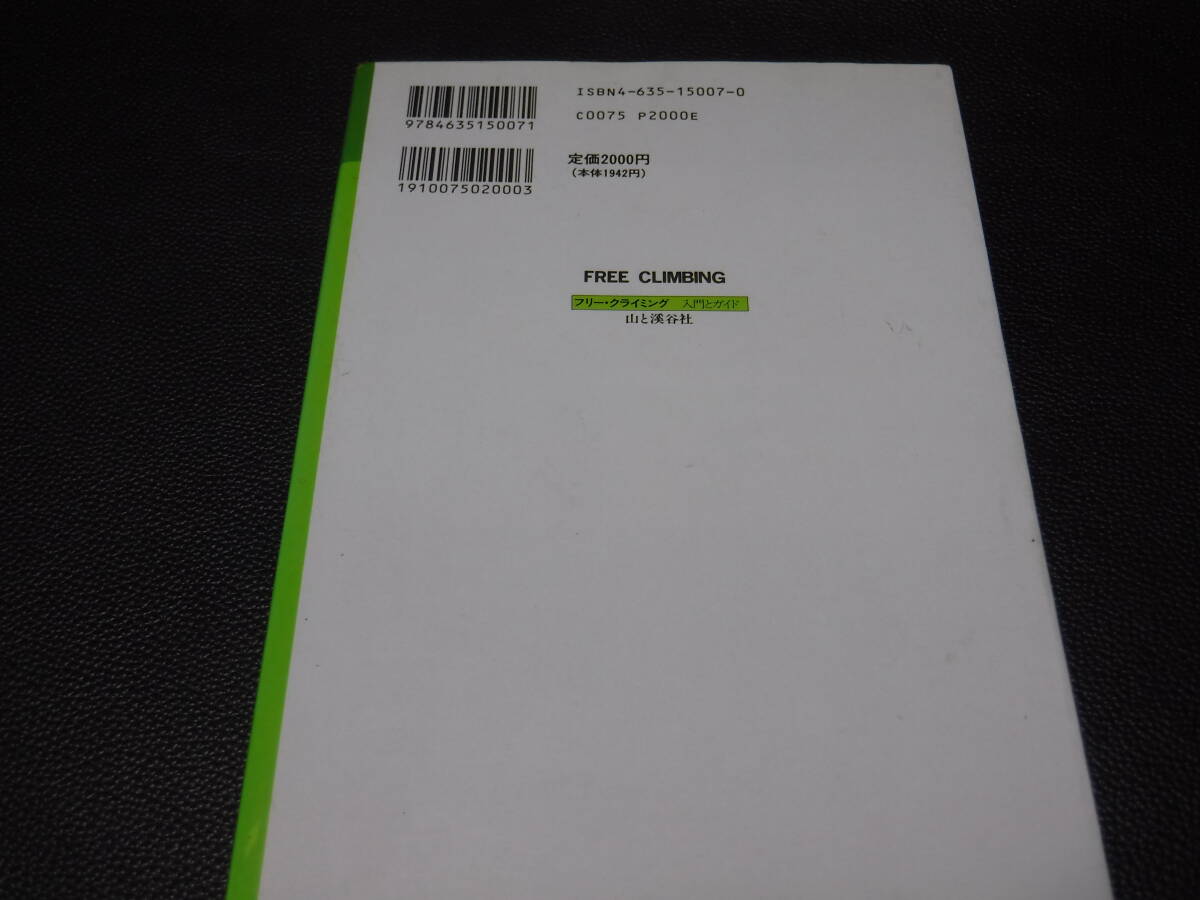 9784635150071
ISBN4-635-15007-0
C0075 P2000E
1910075020003
定価2000円
(本体1942円)
FREE CLIMBING
フリー・クライミング 入門とガイド
山と溪谷社